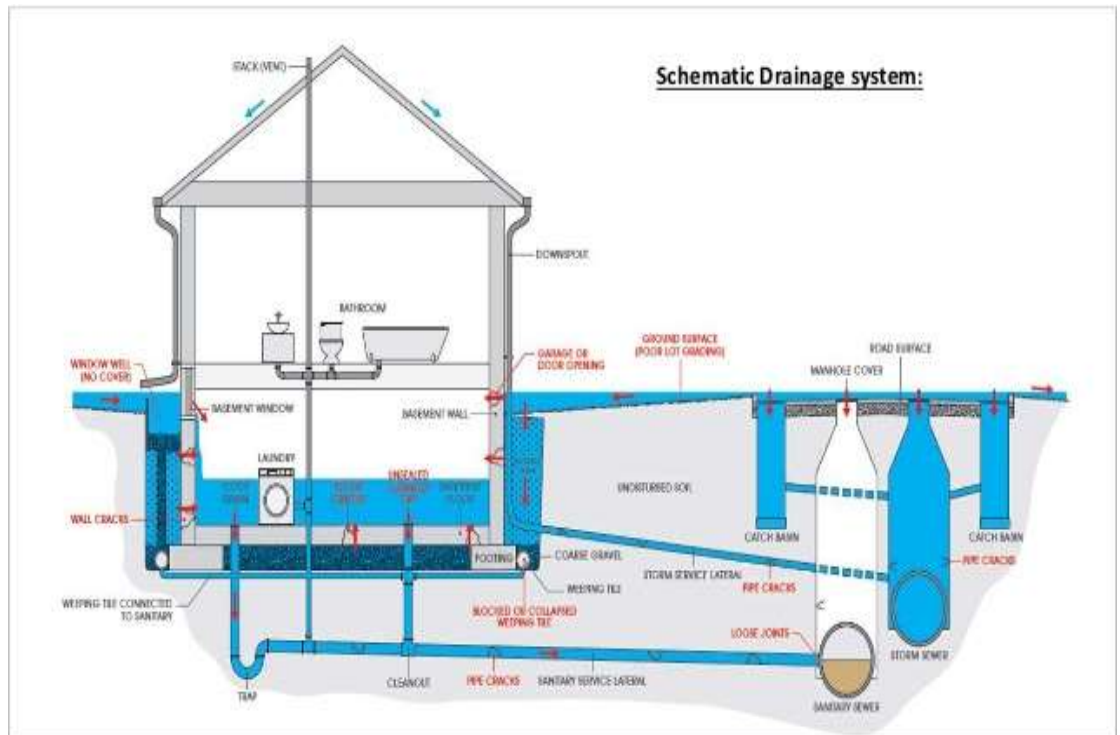 Schematic Drainage system:
STACK (VENT)
DOWNSPOUT
BATHROOM
WINDOW WELL
(NO COVER)
GARAGE OR
DOOR OPENING
GROUND SURFACE
(POOR LOT GRADING)
ROAD SURFACE
MANHOLE COVER
BASEMENT WINDOW
BASEMENT WALL
LAUNDRY
UNSEALED
UNDISTURBED SOIL
WALL CRACKS
CATCH BASIN
CATCH BASIN
FOOTING
COARSE GRAVEL
STORM SERVICE LATERAL
PIPE CRACKS
PIPE CRACKS
WEEPING TILE
WEEPING TILE CONNECTED
TO SANITARY
BLOCKED OR COLLAPSED
WEEPING TILE
LOOSE JOINTS
STORM SEWER
TRAP
CLEANOUT
PIPE CRACKS
SANITARY SERVICE LATERAL
SANITARY SEWER